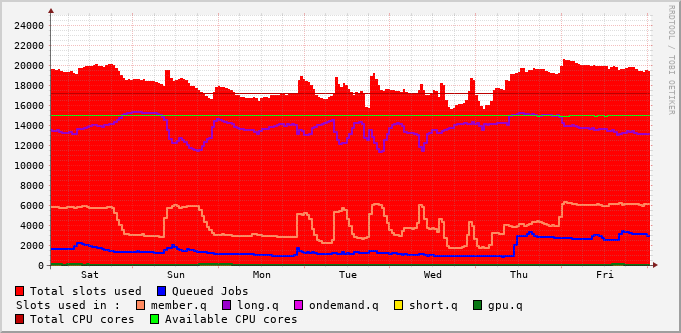 RRDTOOL / TOBI OETIKER
24000
22000
20000
18000
16000
14000
12000
10000
8000
6000
4000
2000
0
Sat Sun Mon Tue Wed Thu Fri
Total slots used Queued Jobs
Slots used in : member.q long.q ondemand.q short.q gpu.q
Total CPU cores Available CPU cores